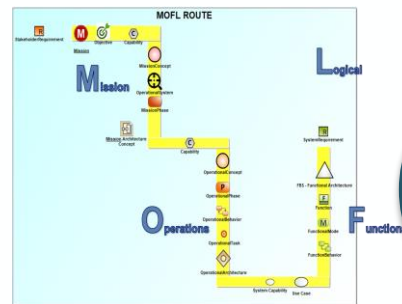 MOFL ROUTE
R
StakeholderRequirement
M
Mission
Objective
C
Capability
MissionConcept
OperationalSystem
MissionPhase
Mission
Logical
Mission Architecture
Concept
C
Capability
OperationalConcept
P
OperationalPhase
OperationalBehavior
OperationalTask
OperationalArchitecture
Operations
System Capability
Use Case
R
SystemRequirement
FBS - Functional Architecture
F
Function
M
FunctionalMode
FunctionBehavior
Function